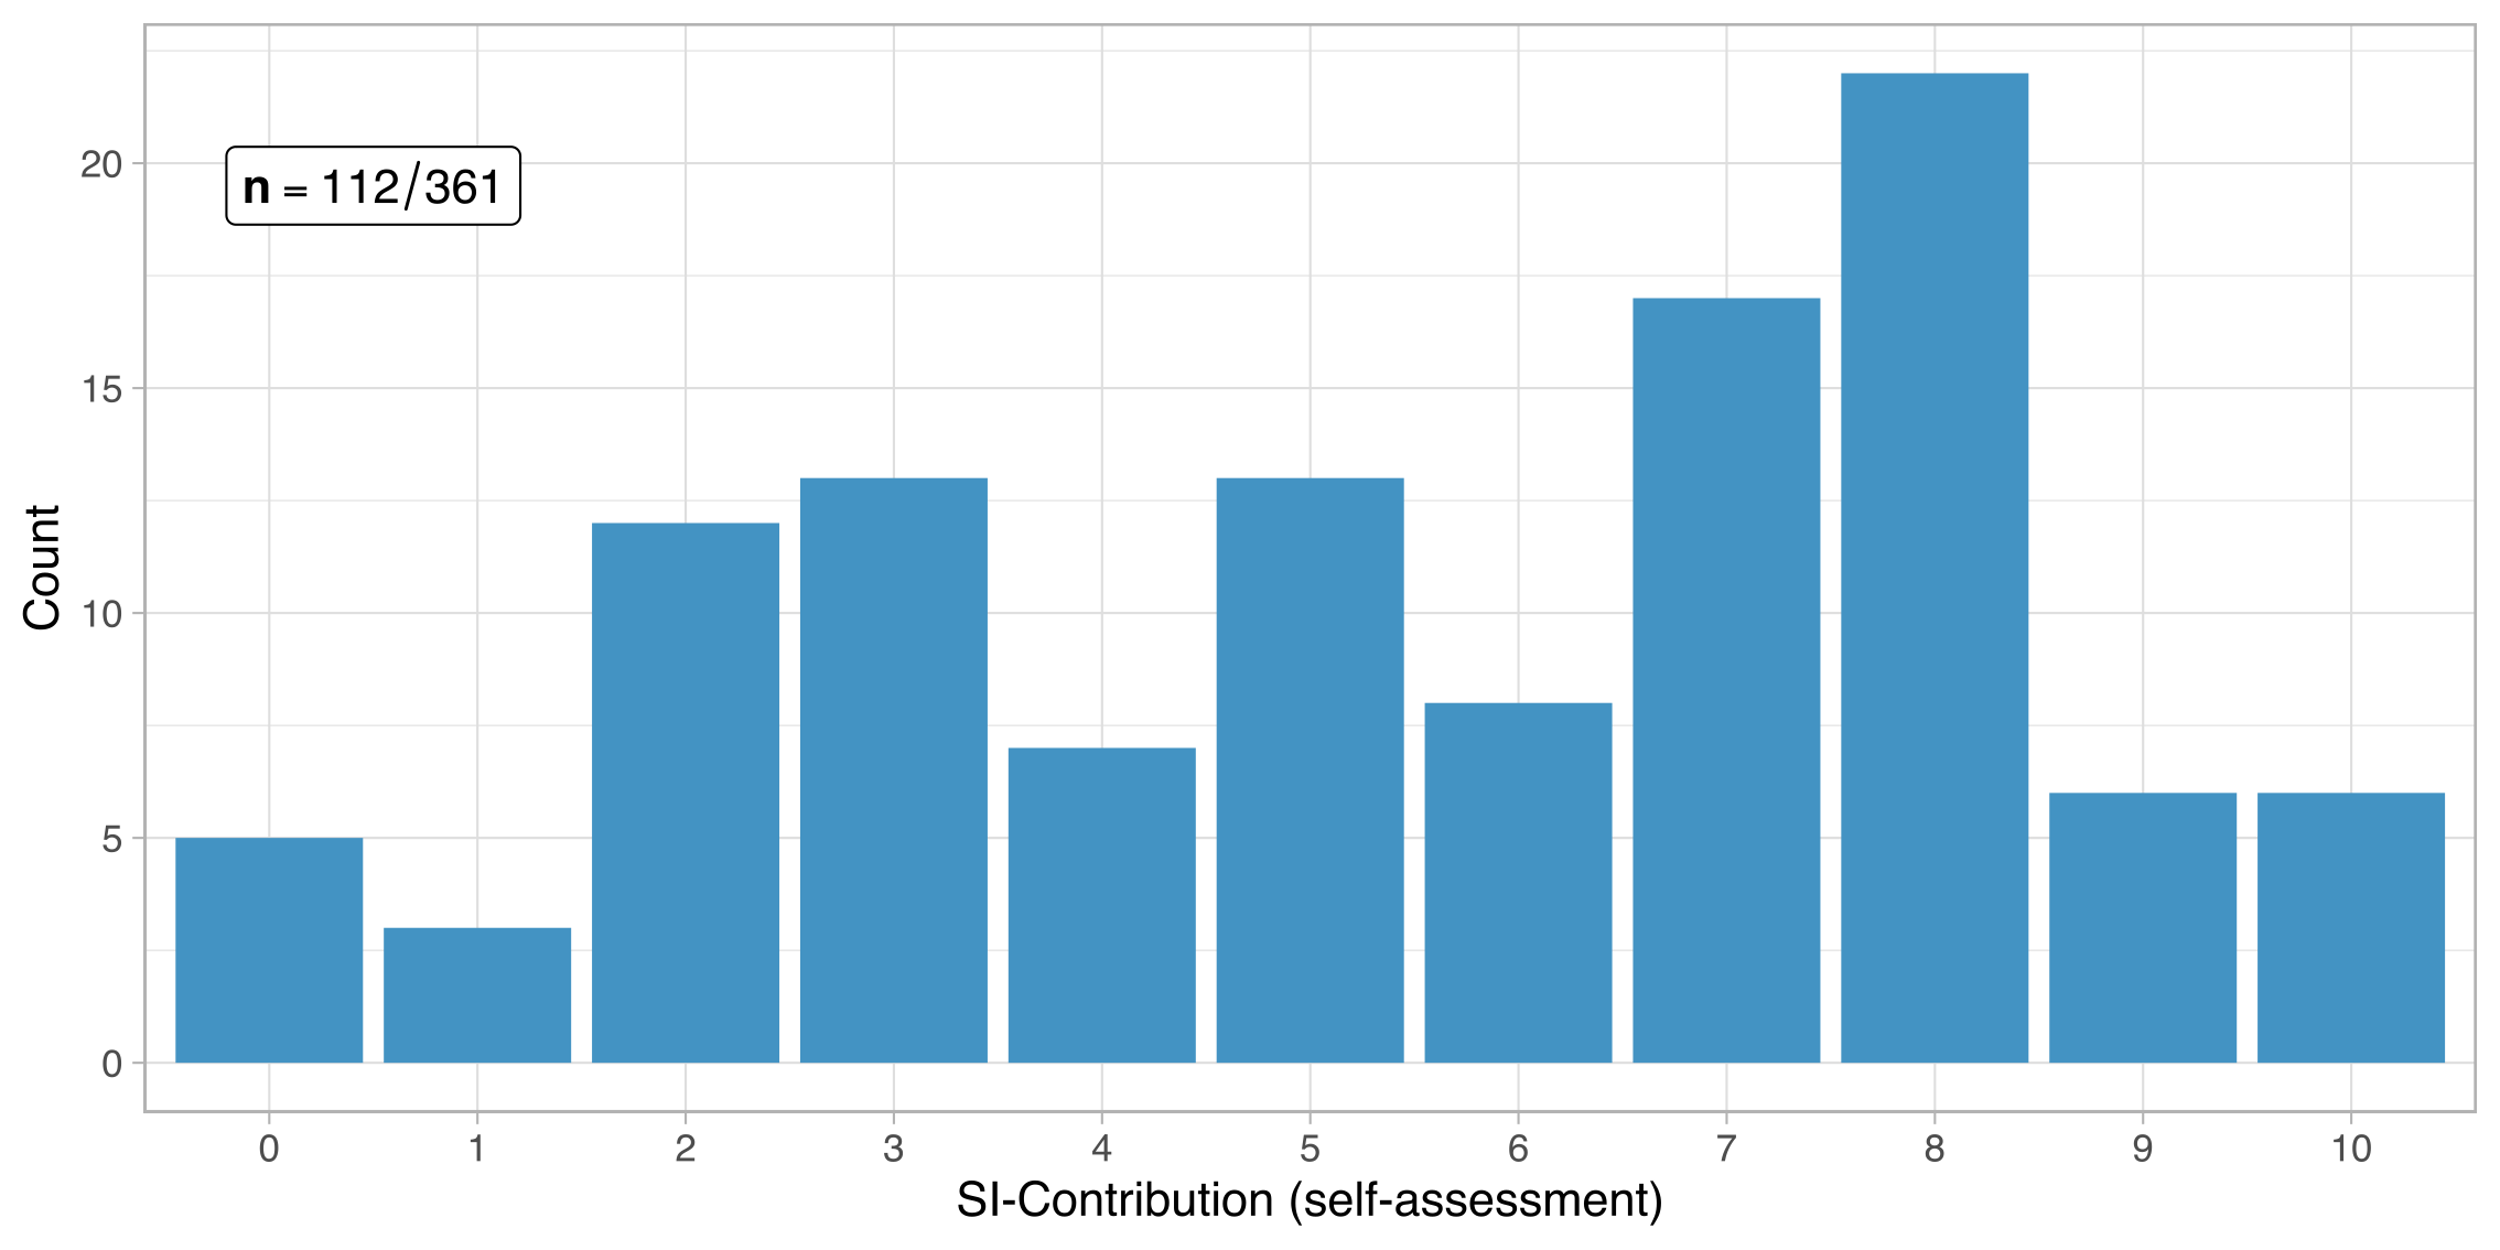 n = 112/361
Count
20
15
10
5
0
0 1 2 3 4 5 6 7 8 9 10
SI-Contribution (self-assessment)